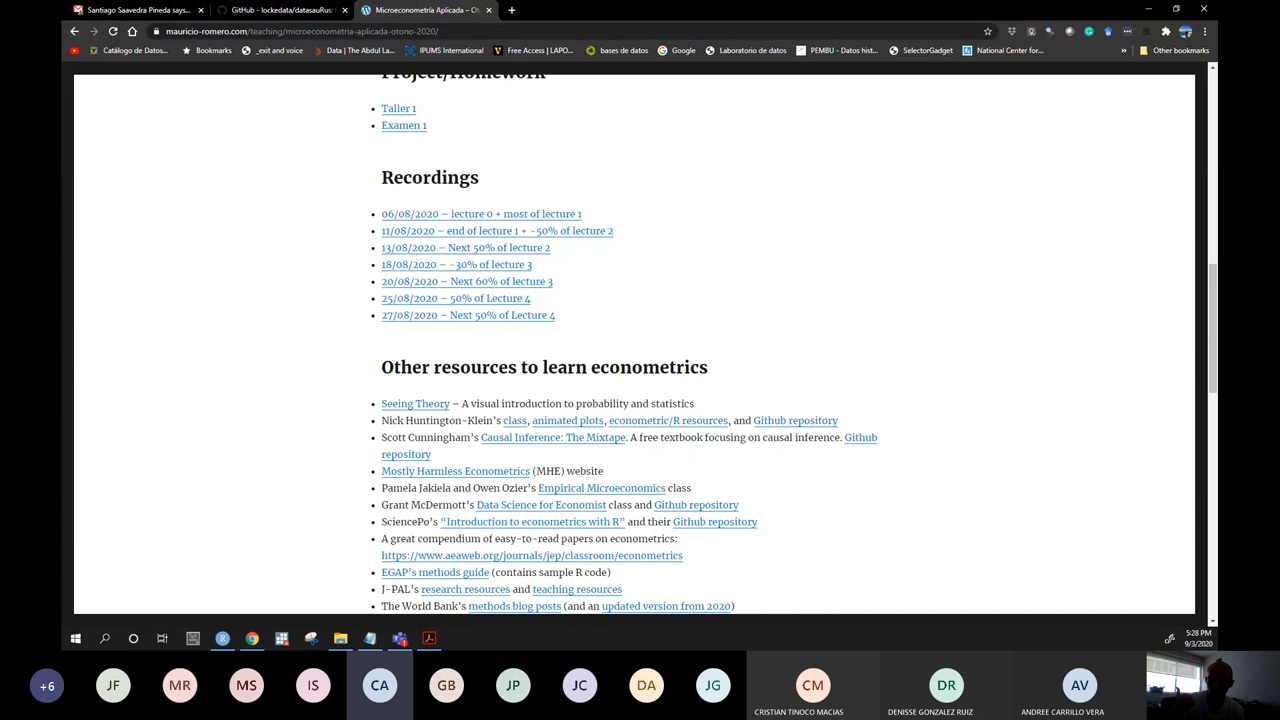 Santiago Saavedra Pineda says...
GitHub - lockedata/datasauRus:
Microeconometría Aplicada – Ot
mauricio-romero.com/teaching/microeconometria-aplicada-otono-2020/
Catálogo de Datos...
Bookmarks
_exit and voice
Data | The Abdul La...
IPUMS International
Free Access | LAPO...
bases de datos
Google
Laboratorio de datos
PEMBU - Datos hist...
SelectorGadget
National Center for...
»
Other bookmarks
Project/Homework
Taller 1
Examen 1
Recordings
06/08/2020 – lecture 0 + most of lecture 1
11/08/2020 – end of lecture 1 + ~50% of lecture 2
13/08/2020 – Next 50% of lecture 2
18/08/2020 – ~30% of lecture 3
20/08/2020 – Next 60% of lecture 3
25/08/2020 – 50% of Lecture 4
27/08/2020 – Next 50% of Lecture 4
Other resources to learn econometrics
Seeing Theory – A visual introduction to probability and statistics
Nick Huntington-Klein's class, animated plots, econometric/R resources, and Github repository
Scott Cunningham's Causal Inference: The Mixtape. A free textbook focusing on causal inference. Github
repository
Mostly Harmless Econometrics (MHE) website
Pamela Jakiela and Owen Ozier's Empirical Microeconomics class
Grant McDermott's Data Science for Economist class and Github repository
SciencePo's “Introduction to econometrics with R” and their Github repository
A great compendium of easy-to-read papers on econometrics:
https://www.aeaweb.org/journals/jep/classroom/econometrics
EGAP's methods guide (contains sample R code)
J-PAL's research resources and teaching resources
The World Bank's methods blog posts (and an updated version from 2020)
5:28 PM
9/3/2020
+6
JF
MR
MS
IS
CA
GB
JP
JC
DA
JG
CM
DR
AV
CRISTIAN TINOCO MACIAS
DENISSE GONZALEZ RUIZ
ANDREE CARRILLO VERA